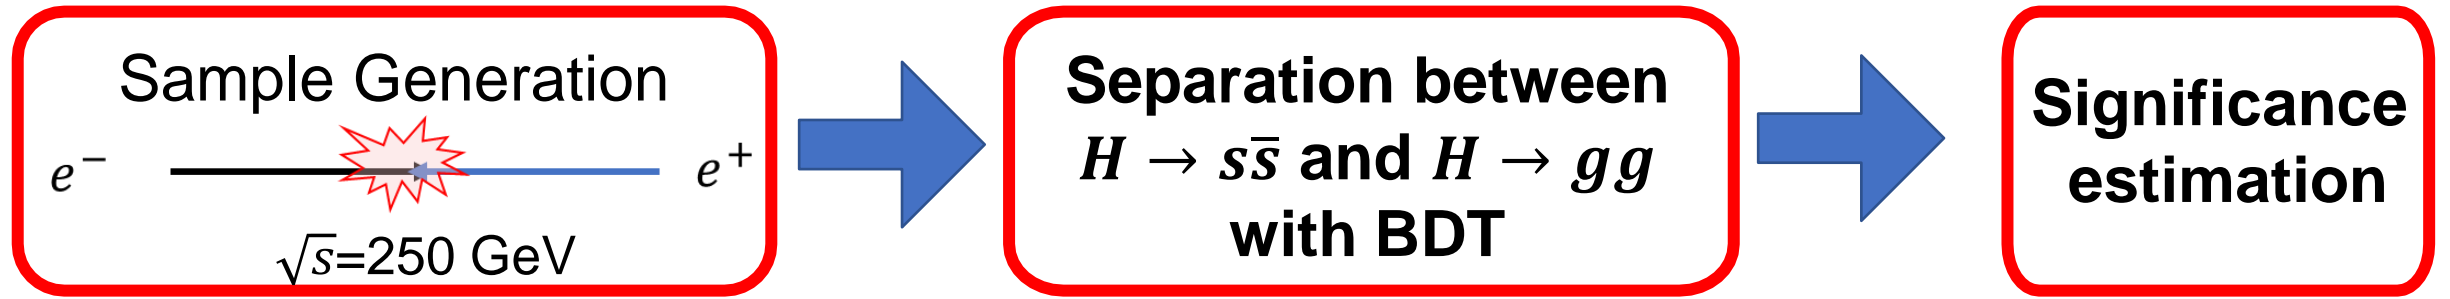 Sample Generation
e⁻
e⁺
√s=250 GeV
Separation between
H → ss̅ and H → gg
with BDT
Significance
estimation